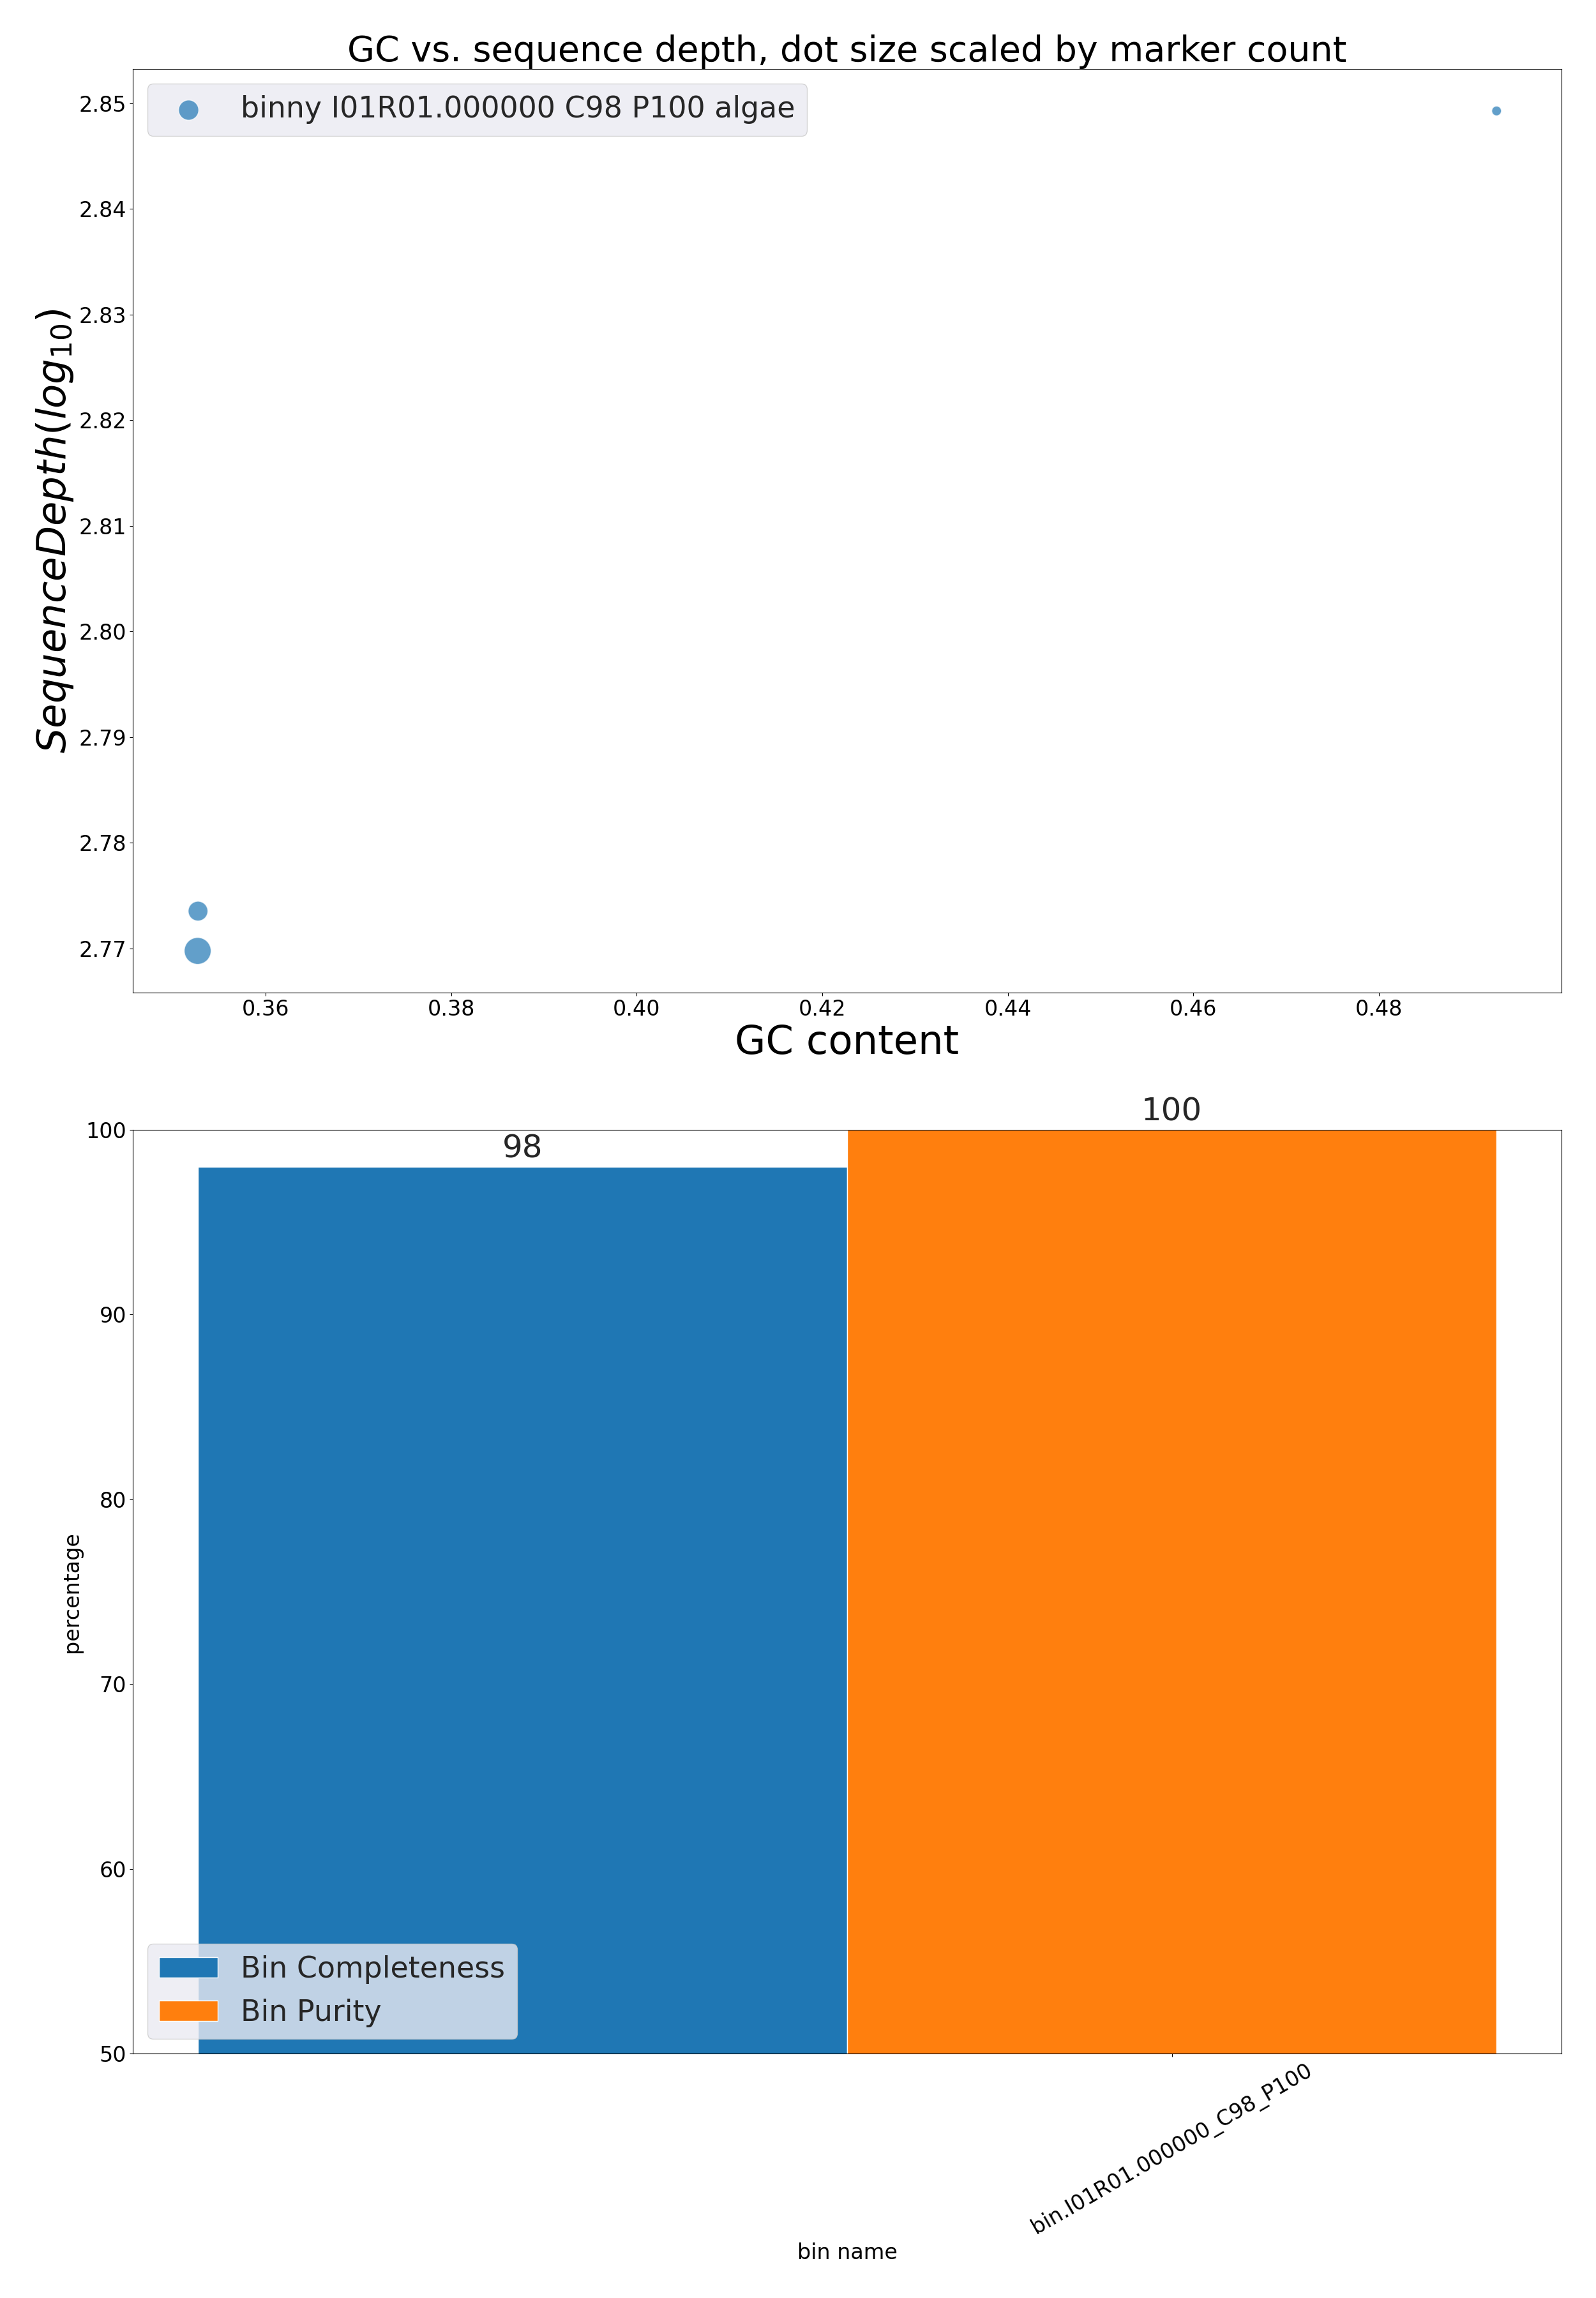 GC vs. sequence depth, dot size scaled by marker count
binny I01R01.000000 C98 P100 algae
2.85
2.84
2.83
2.82
2.81
2.80
2.79
2.78
2.77
SequenceDepth(log10)
0.36 0.38 0.40 0.42 0.44 0.46 0.48
GC content
98
100
100
90
80
70
60
50
percentage
Bin Completeness
Bin Purity
bin.I01R01.000000_C98_P100
bin name